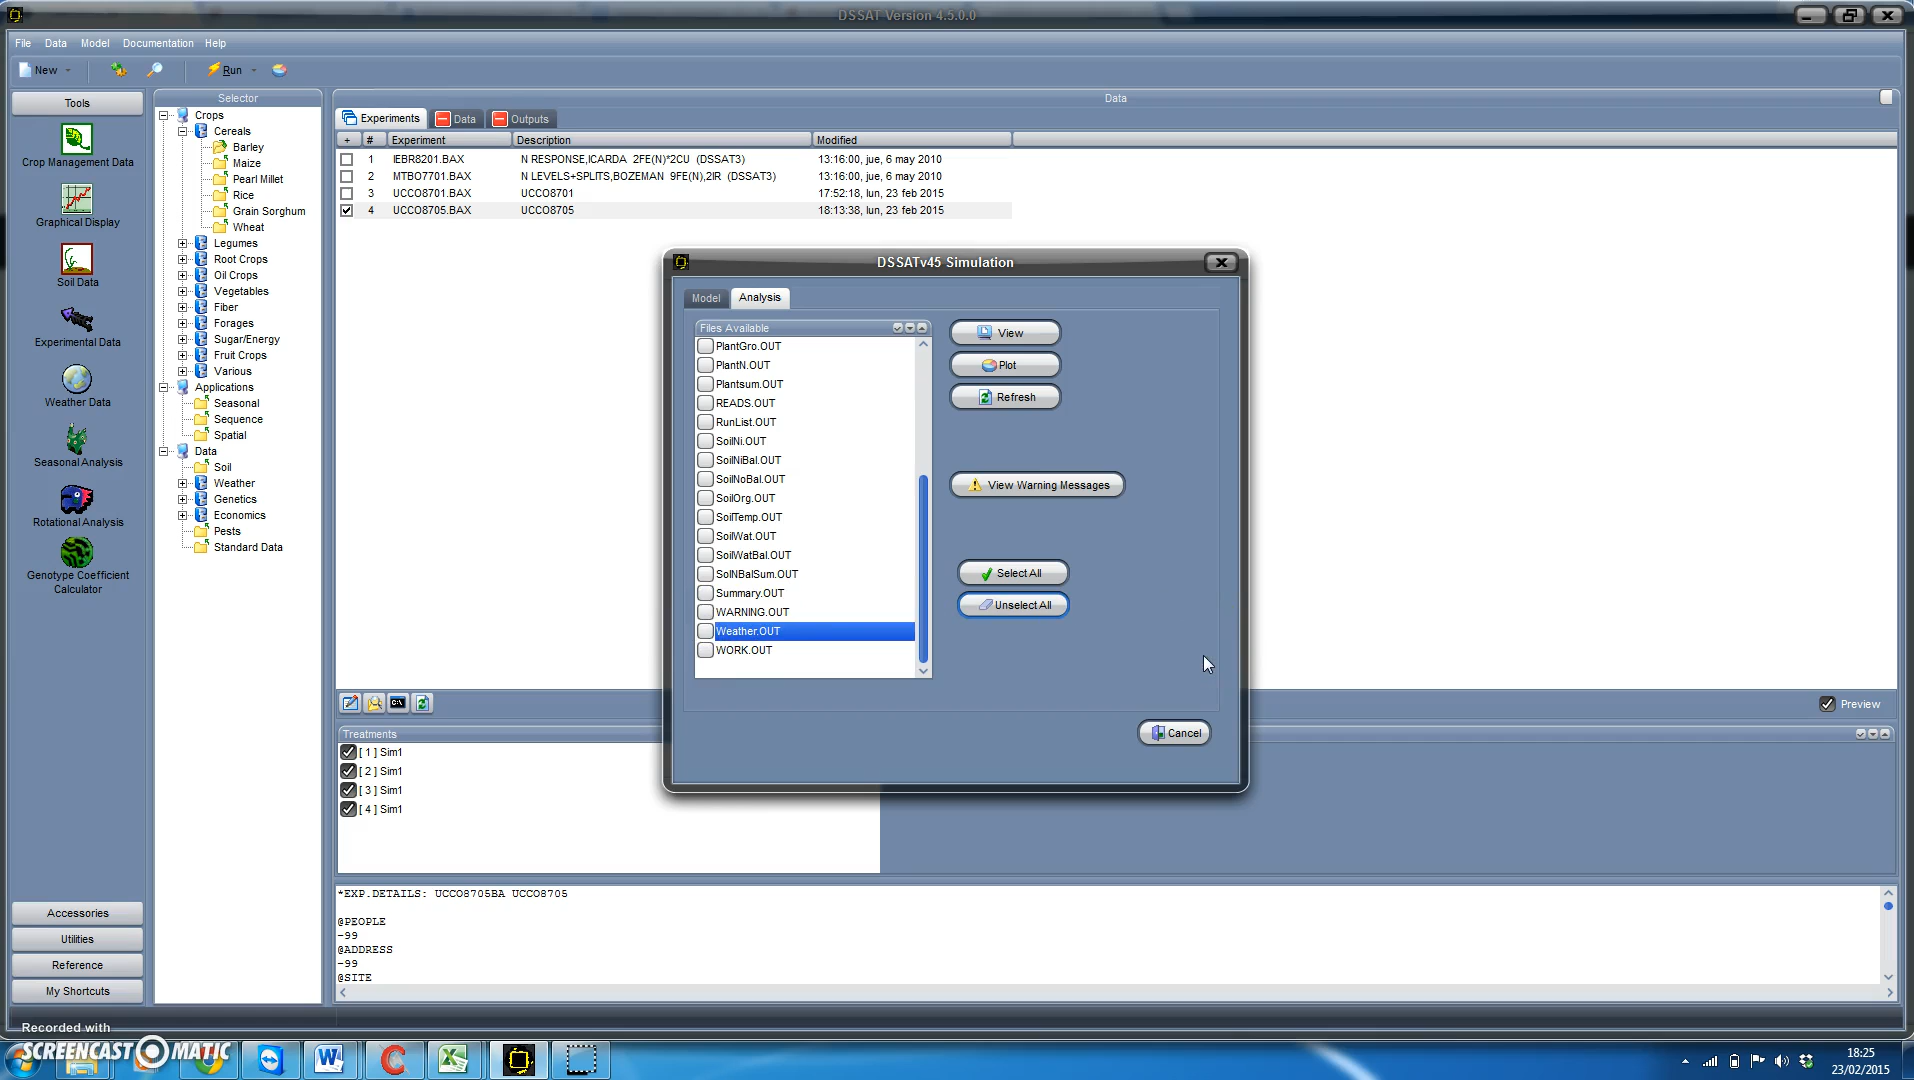 DSSAT Version 4.5.0.0
File Data Model Documentation Help
New Run
Tools
Crop Management Data
Graphical Display
Soil Data
Experimental Data
Weather Data
Seasonal Analysis
Rotational Analysis
Genotype Coefficient
Calculator
Accessories
Utilities
Reference
My Shortcuts
Selector
Crops
Cereals
Barley
Maize
Pearl Millet
Rice
Grain Sorghum
Wheat
Legumes
Root Crops
Oil Crops
Vegetables
Fiber
Forages
Sugar/Energy
Fruit Crops
Various
Applications
Seasonal
Sequence
Spatial
Data
Soil
Weather
Genetics
Economics
Pests
Standard Data
Data
Experiments Data Outputs
+ # Experiment Description Modified
1 IEBR8201.BAX N RESPONSE,ICARDA 2FE(N)*2CU (DSSAT3) 13:16:00, jue, 6 may 2010
2 MTBO7701.BAX N LEVELS+SPLITS,BOZEMAN 9FE(N),2IR (DSSAT3) 13:16:00, jue, 6 may 2010
3 UCCO8701.BAX UCCO8701 17:52:18, lun, 23 feb 2015
4 UCCO8705.BAX UCCO8705 18:13:38, lun, 23 feb 2015
DSSATv45 Simulation
Model Analysis
Files Available
PlantGro.OUT
PlantN.OUT
Plantsum.OUT
READS.OUT
RunList.OUT
SoilNi.OUT
SoilNiBal.OUT
SoilNoBal.OUT
SoilOrg.OUT
SoilTemp.OUT
SoilWat.OUT
SoilWatBal.OUT
SolNBalSum.OUT
Summary.OUT
WARNING.OUT
Weather.OUT
WORK.OUT
View
Plot
Refresh
View Warning Messages
Select All
Unselect All
Cancel
C:\
Preview
Treatments
[ 1 ] Sim1
[ 2 ] Sim1
[ 3 ] Sim1
[ 4 ] Sim1
*EXP.DETAILS: UCCO8705BA UCCO8705
@PEOPLE
-99
@ADDRESS
-99
@SITE
Recorded with
SCREENCAST MATIC
18:25
23/02/2015